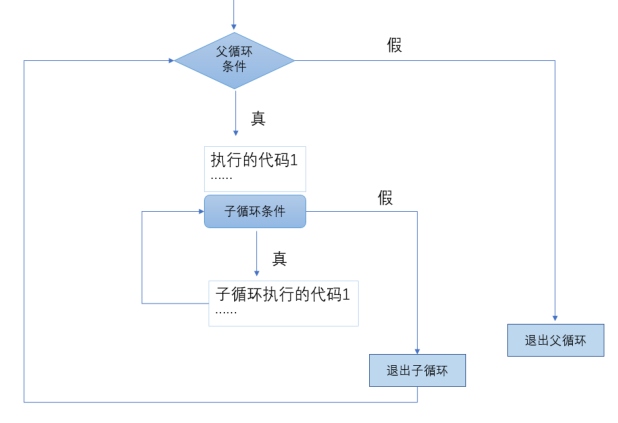 父循环
条件
假
真
执行的代码1
······
子循环条件
假
真
子循环执行的代码1
······
退出父循环
退出子循环